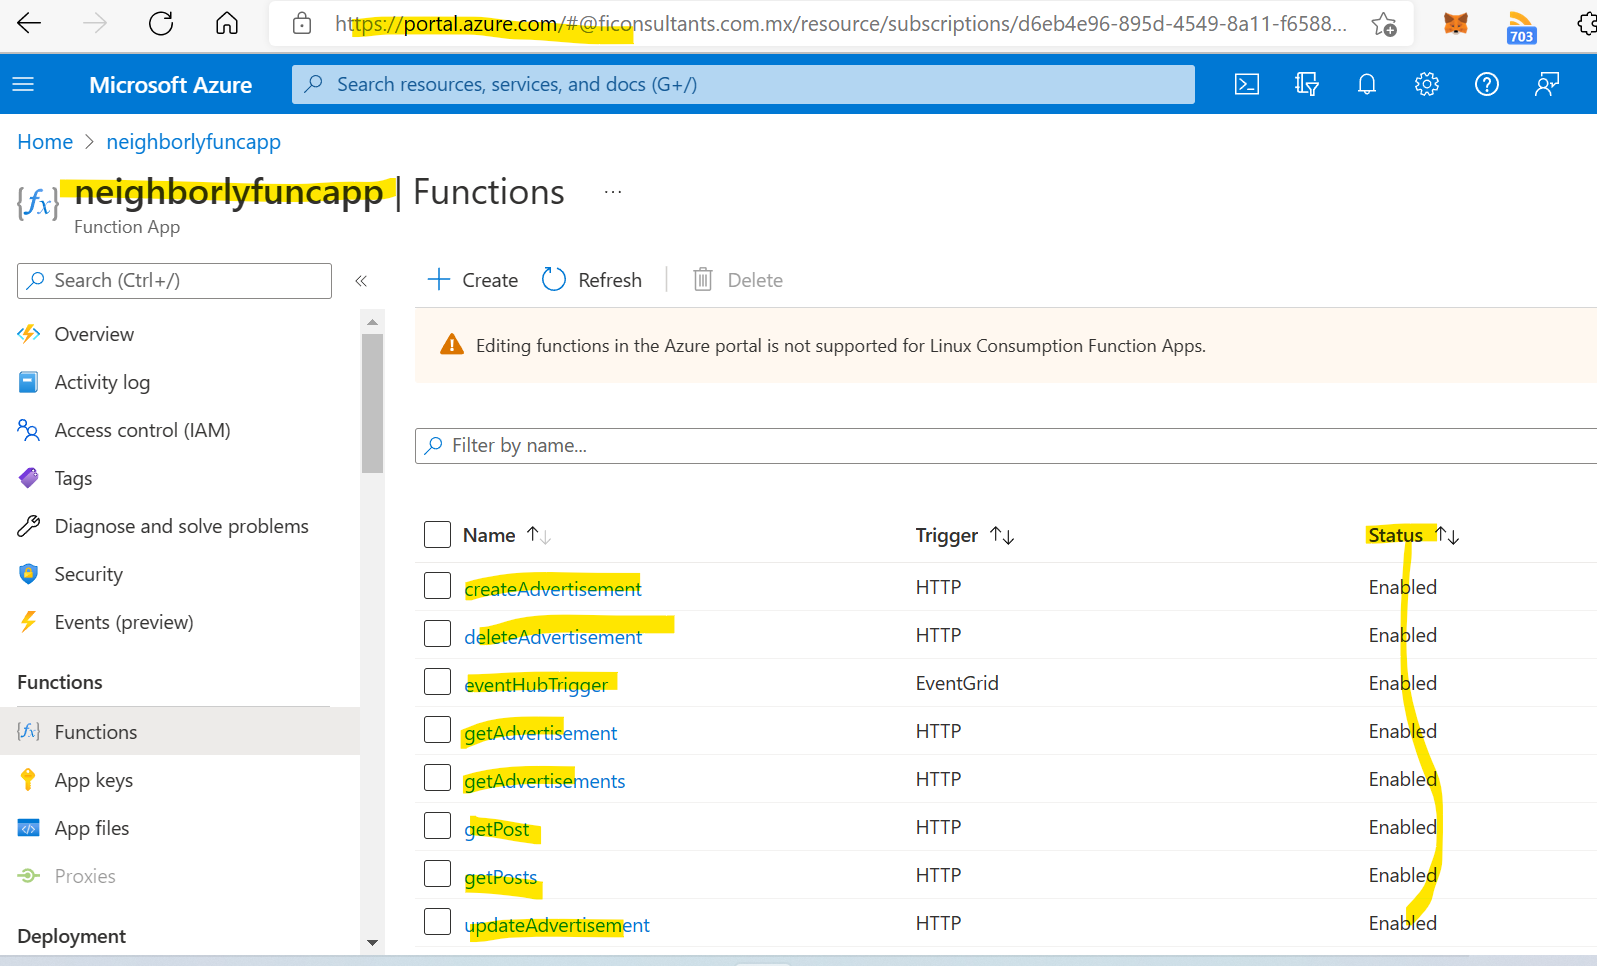 https://portal.azure.com/#@ficonsultants.com.mx/resource/subscriptions/d6eb4e96-895d-4549-8a11-f6588...
703
Microsoft Azure
Search resources, services, and docs (G+/)
Home > neighborlyfuncapp
{fx}
neighborlyfuncapp | Functions ...
Function App
Search (Ctrl+/)
«
Create
Refresh
Delete
Overview
Activity log
Access control (IAM)
Tags
Diagnose and solve problems
Security
Events (preview)
Functions
{fx} Functions
App keys
App files
Proxies
Deployment
Editing functions in the Azure portal is not supported for Linux Consumption Function Apps.
Filter by name...
Name ↑↓ Trigger ↑↓ Status ↑↓
createAdvertisement HTTP Enabled
deleteAdvertisement HTTP Enabled
eventHubTrigger EventGrid Enabled
getAdvertisement HTTP Enabled
getAdvertisements HTTP Enabled
getPost HTTP Enabled
getPosts HTTP Enabled
updateAdvertisement HTTP Enabled